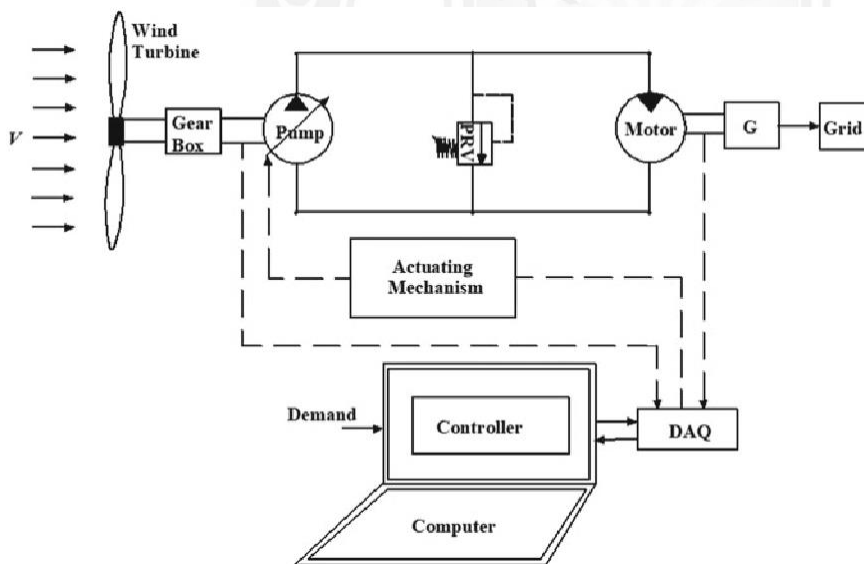 Wind
Turbine
V
Gear
Box
Pump
PRV
Motor
G
Grid
Actuating
Mechanism
Demand
Controller
DAQ
Computer